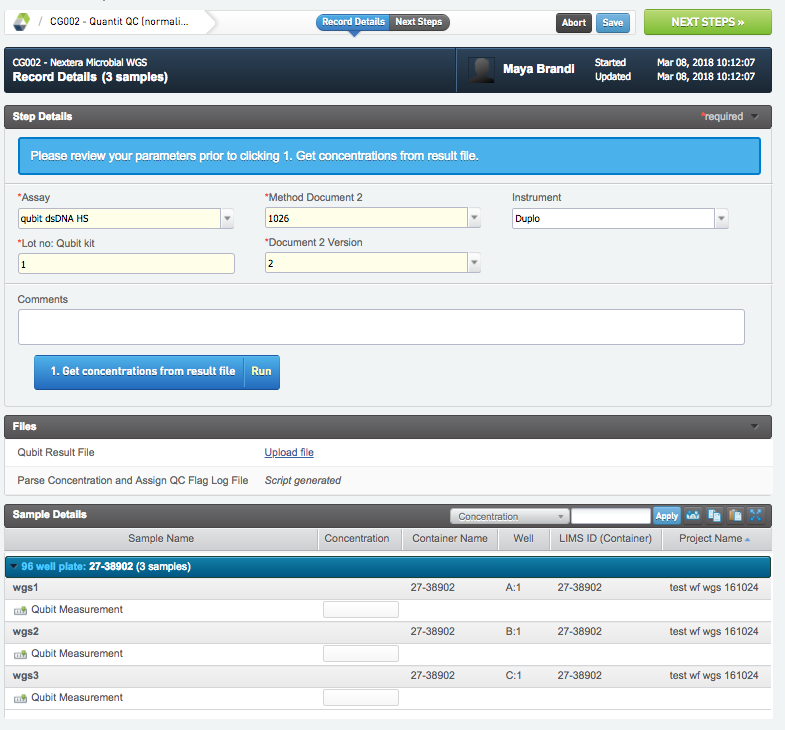 / CG002 - Quantit QC (normali...
Record Details Next Steps
Abort Save NEXT STEPS »
CG002 - Nextera Microbial WGS
Record Details (3 samples)
Maya Brandi
Started Mar 08, 2018 10:12:07
Updated Mar 08, 2018 10:12:07
Step Details *required
Please review your parameters prior to clicking 1. Get concentrations from result file.
*Assay *Method Document 2 Instrument
qubit dsDNA HS 1026 Duplo
*Lot no: Qubit kit *Document 2 Version
1 2
Comments
1. Get concentrations from result file Run
Files
Qubit Result File Upload file
Parse Concentration and Assign QC Flag Log File Script generated
Sample Details Concentration Apply
Sample Name Concentration Container Name Well LIMS ID (Container) Project Name
96 well plate: 27-38902 (3 samples)
wgs1 27-38902 A:1 27-38902 test wf wgs 161024
Qubit Measurement
wgs2 27-38902 B:1 27-38902 test wf wgs 161024
Qubit Measurement
wgs3 27-38902 C:1 27-38902 test wf wgs 161024
Qubit Measurement